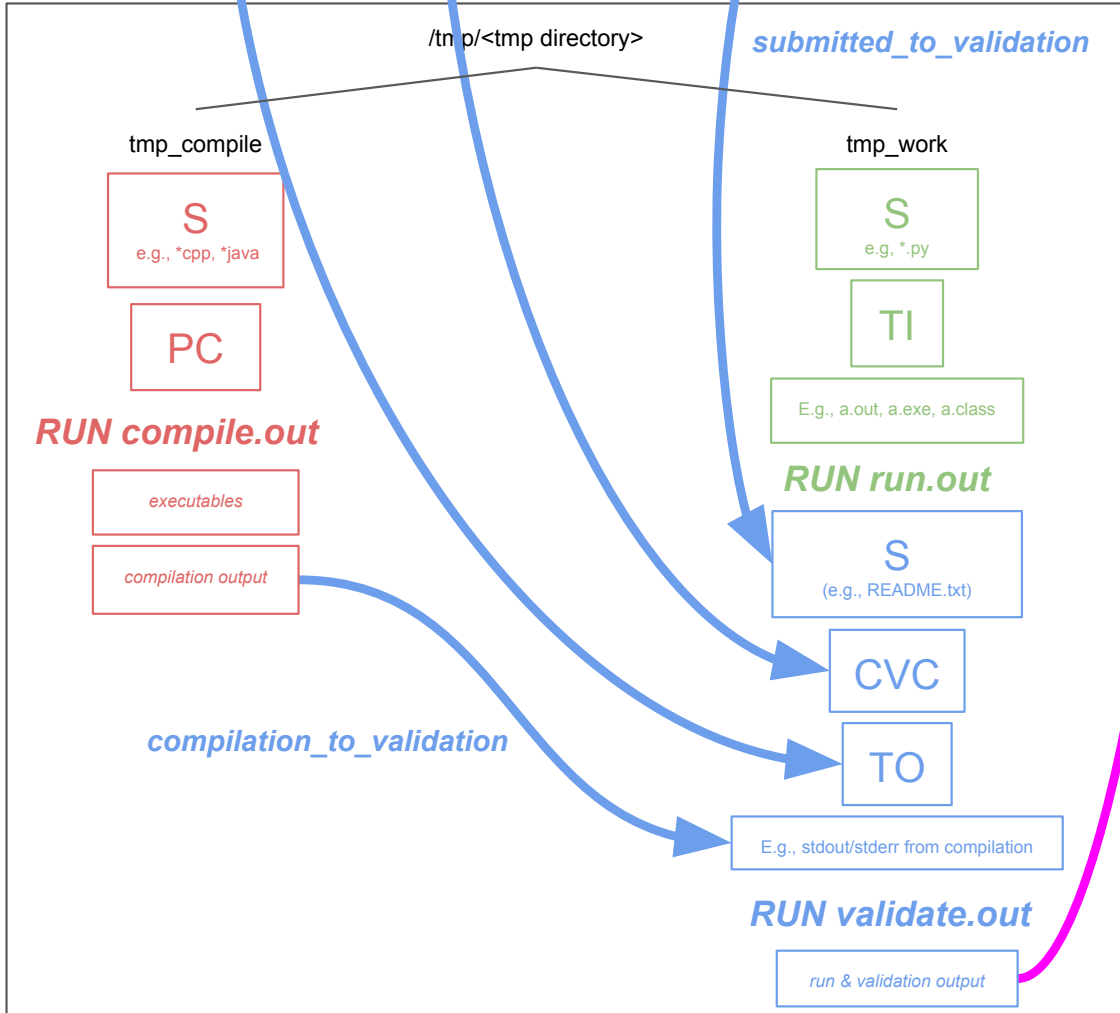 /tmp/<tmp directory>
submitted_to_validation
tmp_compile
tmp_work
S
e.g., *cpp, *java
S
e.g, *.py
PC
TI
E.g., a.out, a.exe, a.class
RUN compile.out
RUN run.out
executables
compilation output
S
(e.g., README.txt)
CVC
compilation_to_validation
TO
E.g., stdout/stderr from compilation
RUN validate.out
run & validation output